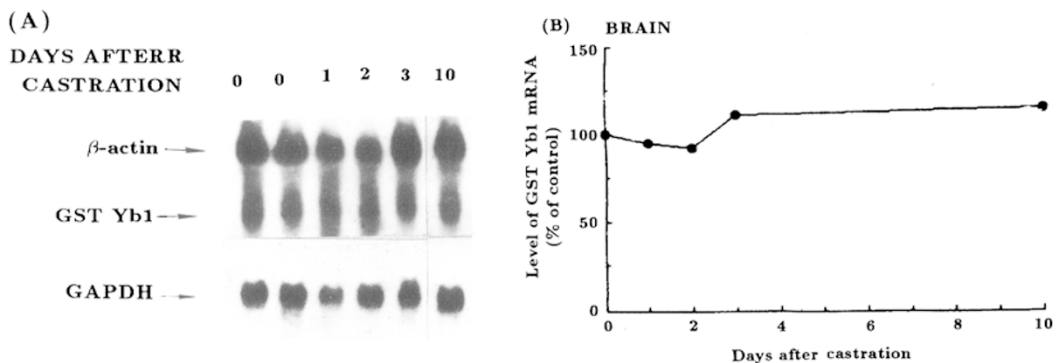 (A)
DAYS AFTERR
CASTRATION
0 0 1 2 3 10
β-actin
GST Yb1
GAPDH
(B) BRAIN
Level of GST Yb1 mRNA
(% of control)
150
100
50
0
0 2 4 6 8 10
Days after castration